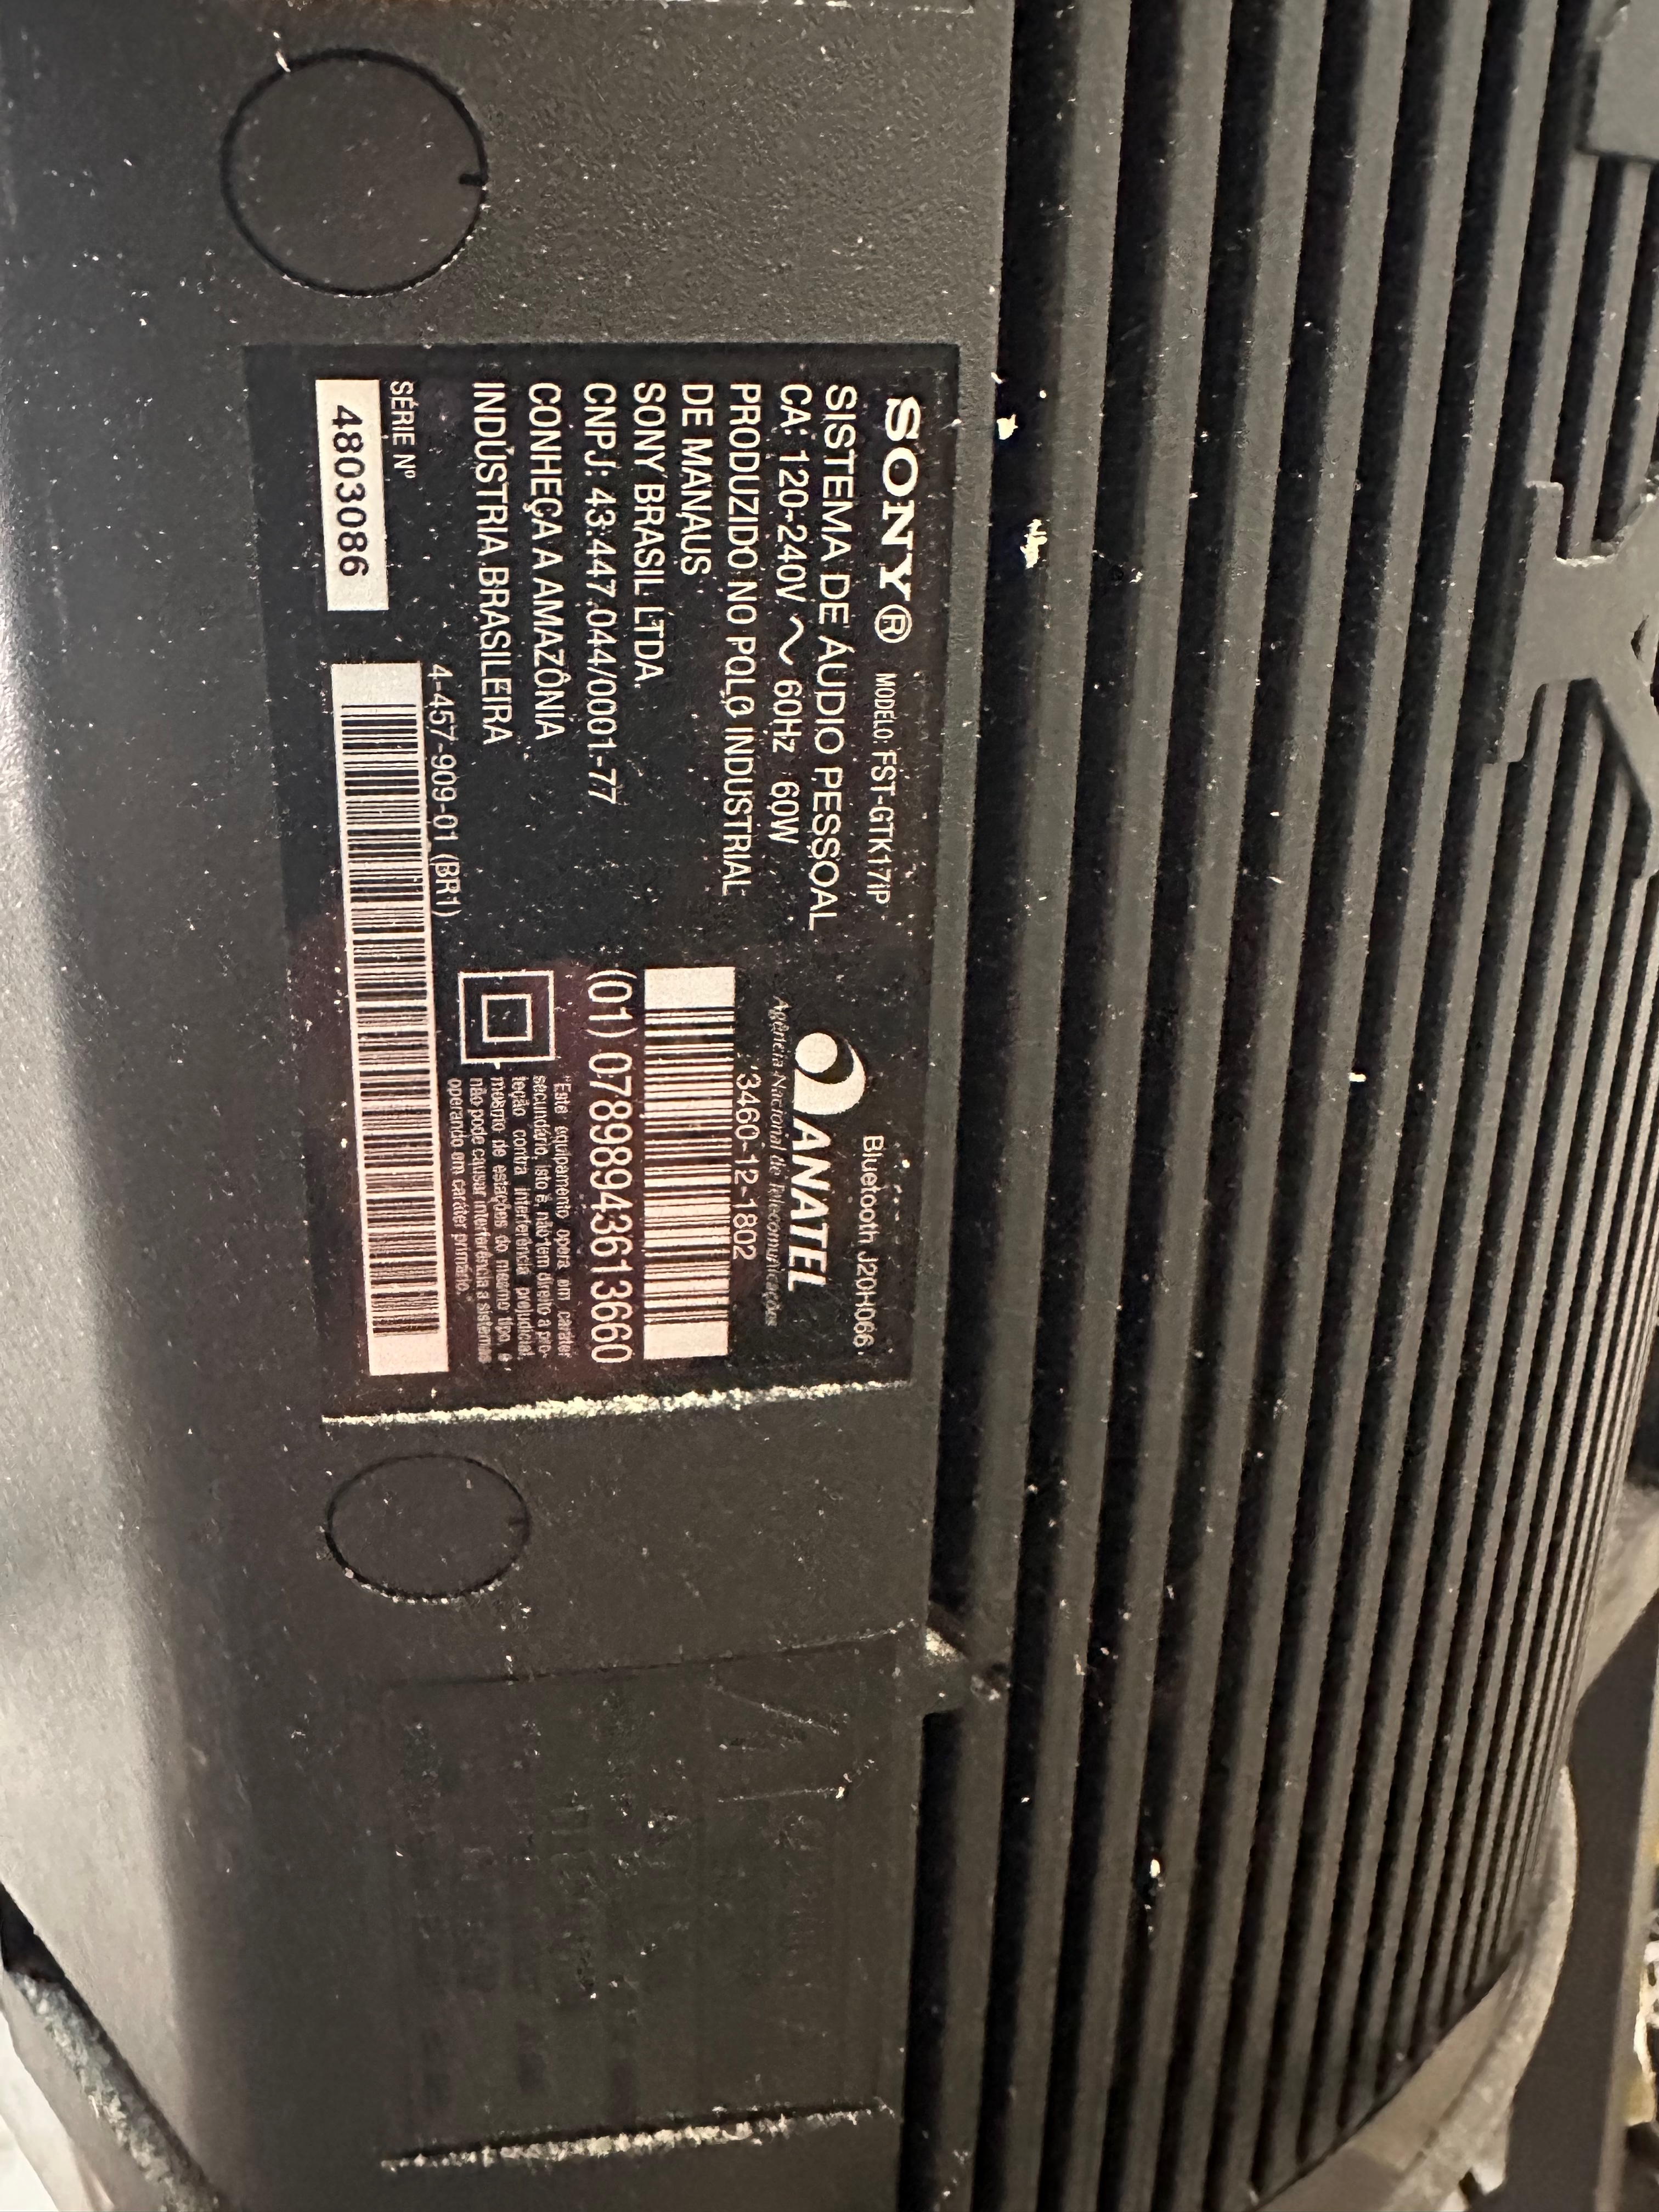 SONY® MODELO: FST-GTK17iP
SISTEMA DE ÁUDIO PESSOAL
CA: 120-240V ~ 60Hz 60W
PRODUZIDO NO POLO INDUSTRIAL
DE MANAUS
SONY BRASIL LTDA.
CNPJ: 43.447.044/0001-77
CONHEÇA A AMAZÔNIA
INDÚSTRIA BRASILEIRA
SÉRIE Nº
4803086
4-457-909-01 (BR1)
Bluetooth J20H066
ANATEL
Agência Nacional de Telecomunicações
3460-12-1802
(01) 07898943613660
"Este equipamento opera em caráter
secundário, isto é, não tem direito a pro-
teção contra interferência prejudicial,
mesmo de estações do mesmo tipo, e
não pode causar interferência a sistemas
operando em caráter primário."